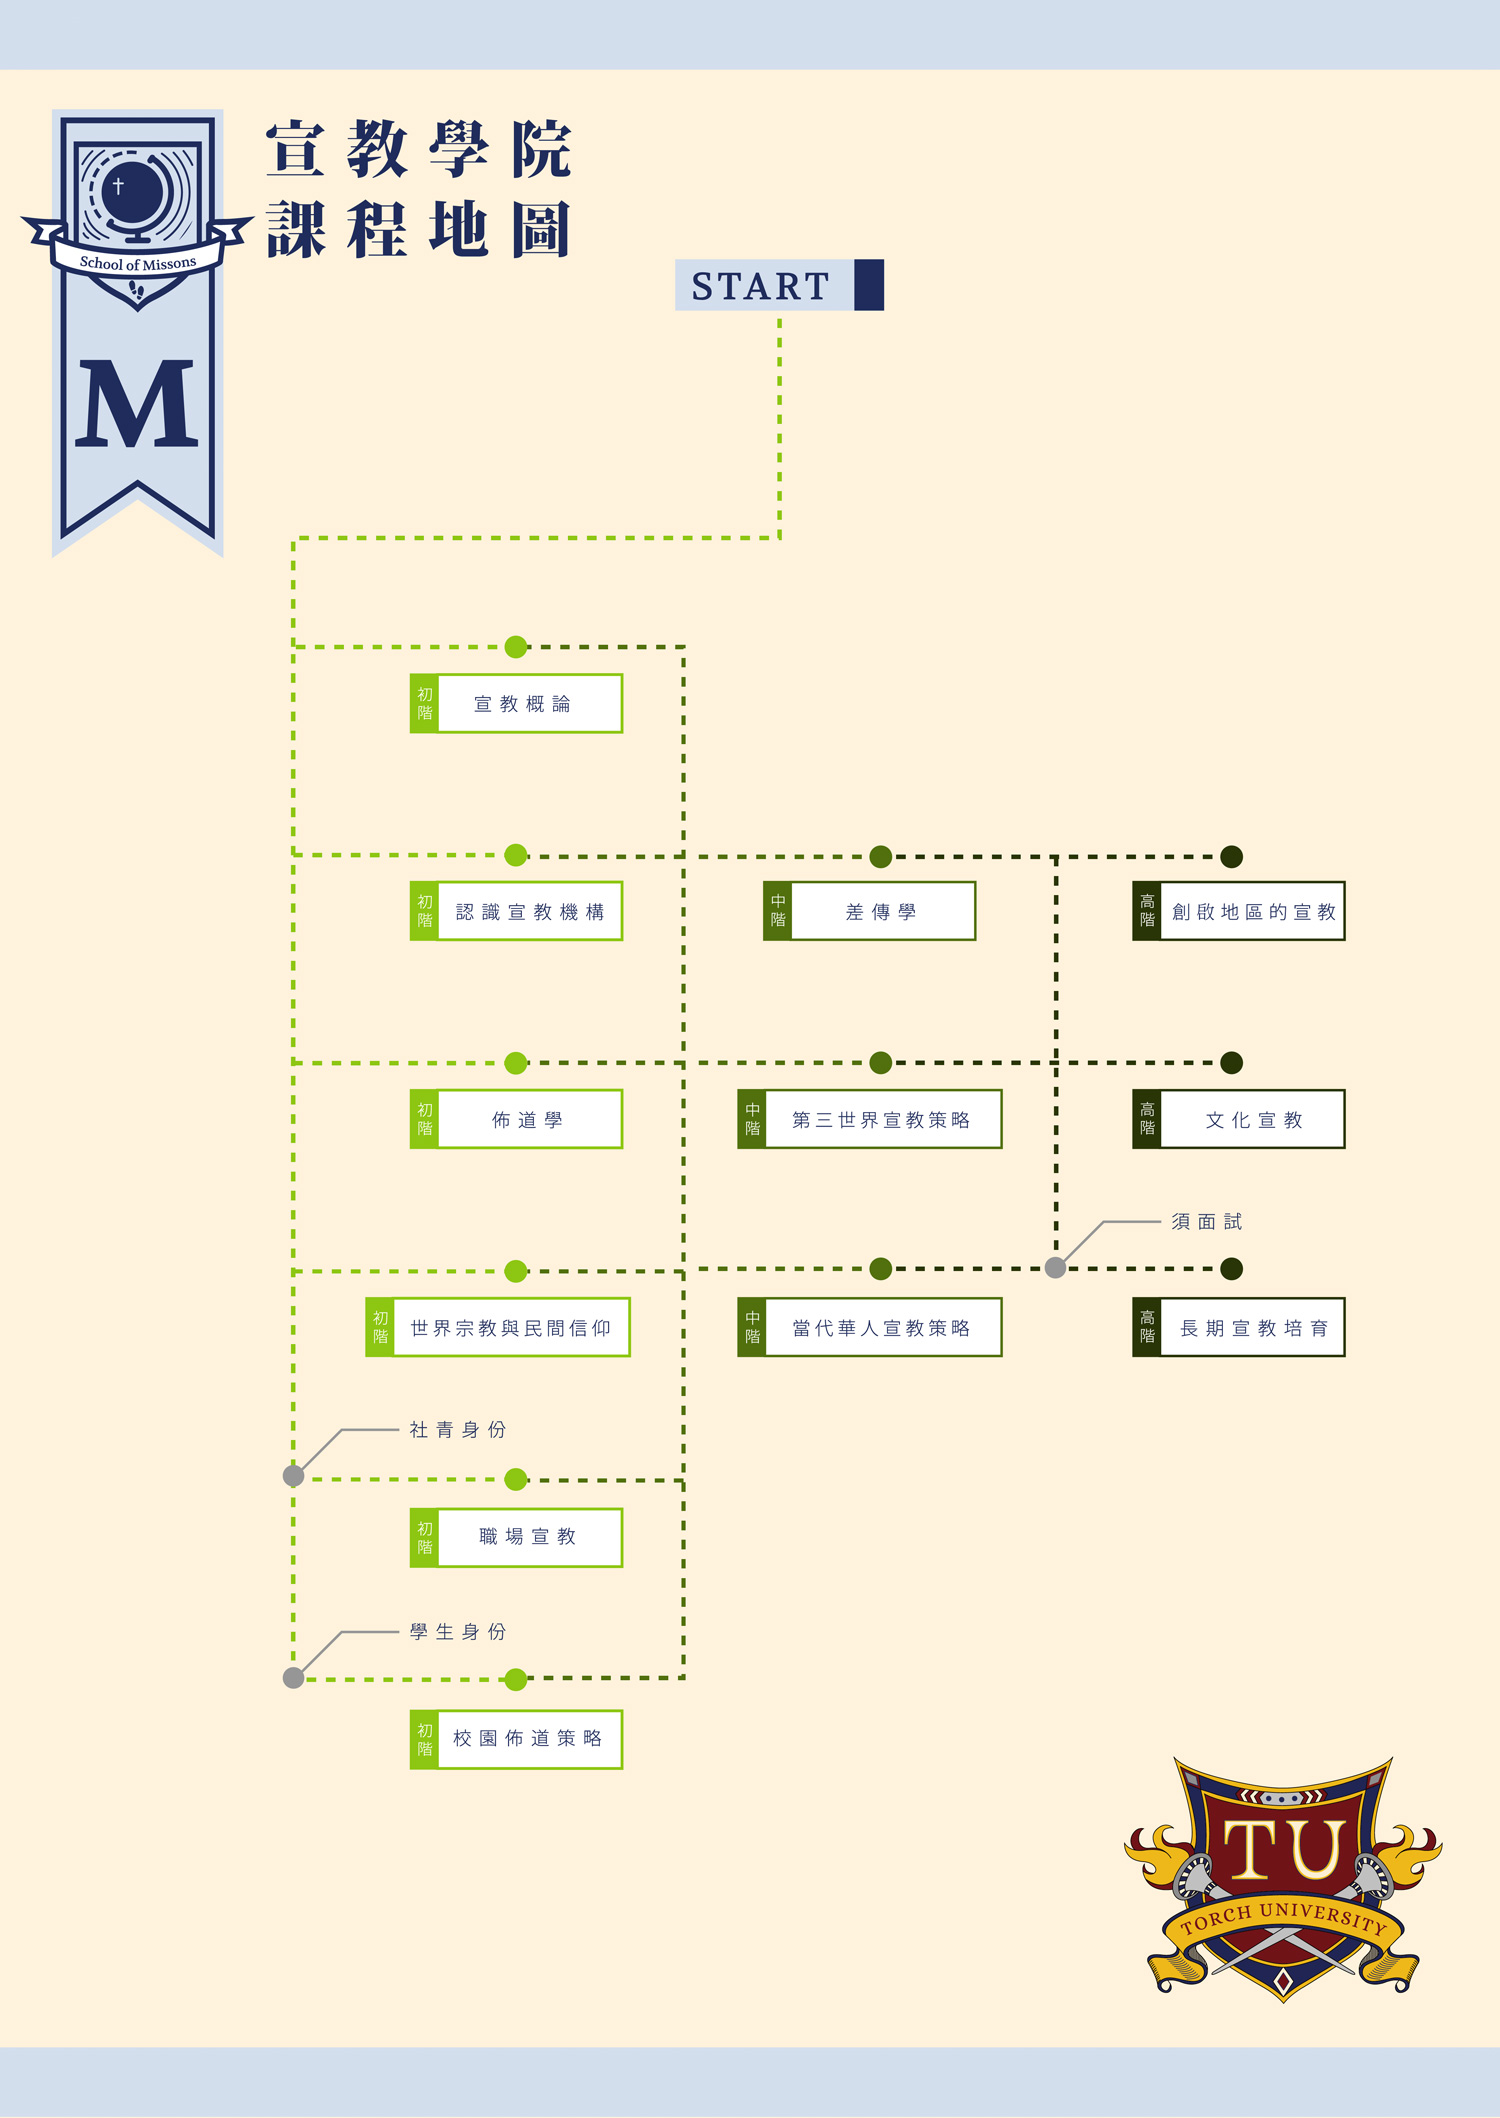 宣教學院
課程地圖
School of Missons
M
START
初階 宣教概論
初階 認識宣教機構
中階 差傳學
高階 創啟地區的宣教
初階 佈道學
中階 第三世界宣教策略
高階 文化宣教
須面試
初階 世界宗教與民間信仰
中階 當代華人宣教策略
高階 長期宣教培育
社青身份
初階 職場宣教
學生身份
初階 校園佈道策略
TU
TORCH UNIVERSITY